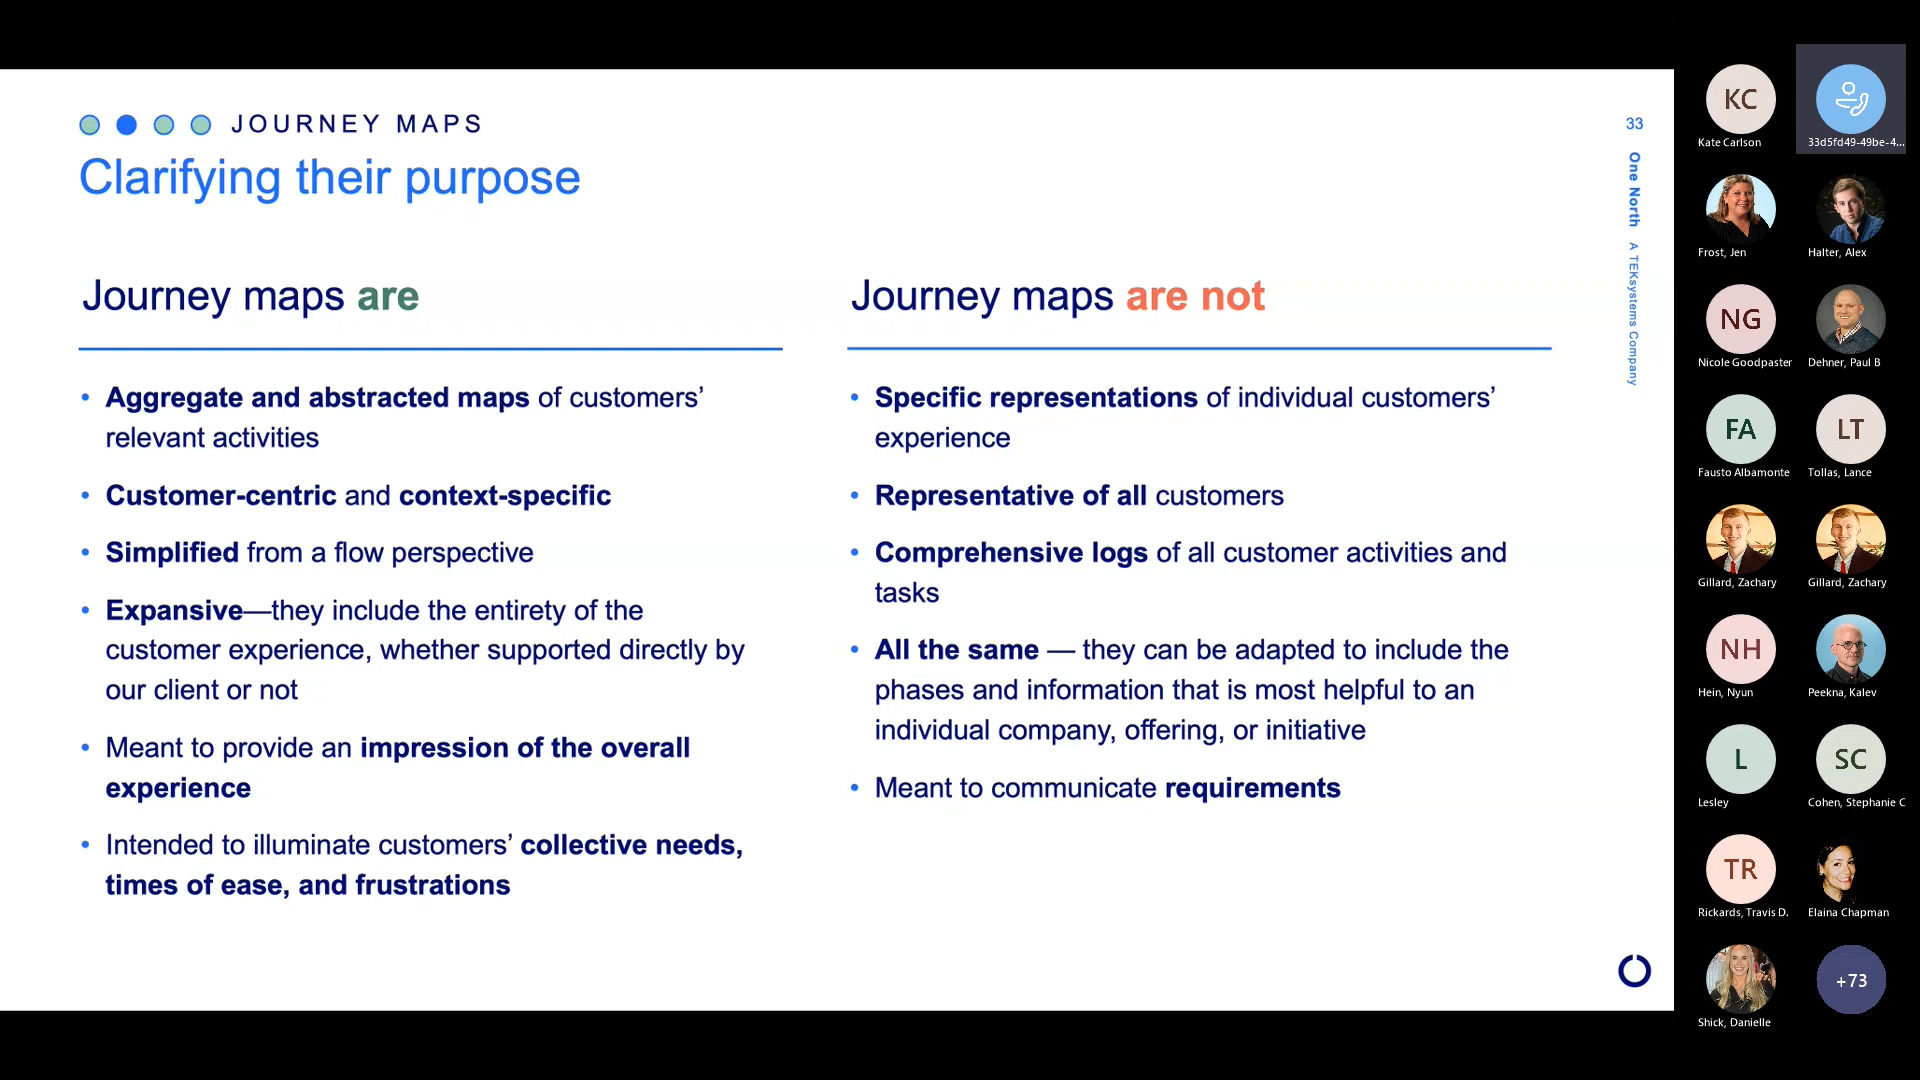 JOURNEY MAPS
Clarifying their purpose
33
One North A TEKsystems Company
Journey maps are
• Aggregate and abstracted maps of customers’
relevant activities
• Customer-centric and context-specific
• Simplified from a flow perspective
• Expansive—they include the entirety of the
customer experience, whether supported directly by
our client or not
• Meant to provide an impression of the overall
experience
• Intended to illuminate customers’ collective needs,
times of ease, and frustrations
Journey maps are not
• Specific representations of individual customers’
experience
• Representative of all customers
• Comprehensive logs of all customer activities and
tasks
• All the same — they can be adapted to include the
phases and information that is most helpful to an
individual company, offering, or initiative
• Meant to communicate requirements
KC
Kate Carlson
33d5fd49-49be-4...
Frost, Jen
Halter, Alex
NG
Nicole Goodpaster
Dehner, Paul B
FA
Fausto Albamonte
LT
Tollas, Lance
Gillard, Zachary
Gillard, Zachary
NH
Hein, Nyun
Peekna, Kalev
L
Lesley
SC
Cohen, Stephanie C
TR
Rickards, Travis D.
Elaina Chapman
Shick, Danielle
+73